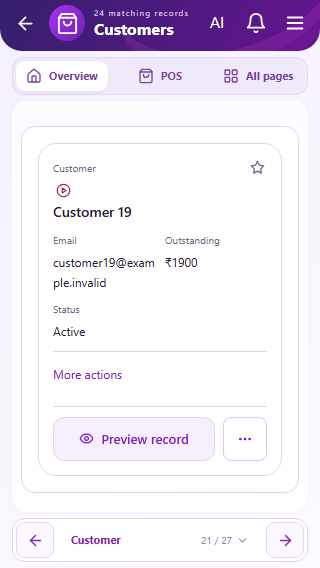 24 matching records
Customers
AI
Overview
POS
All pages
Customer
Customer 19
Email
Outstanding
customer19@exam
ple.invalid
₹1900
Status
Active
More actions
Preview record
Customer
21 / 27